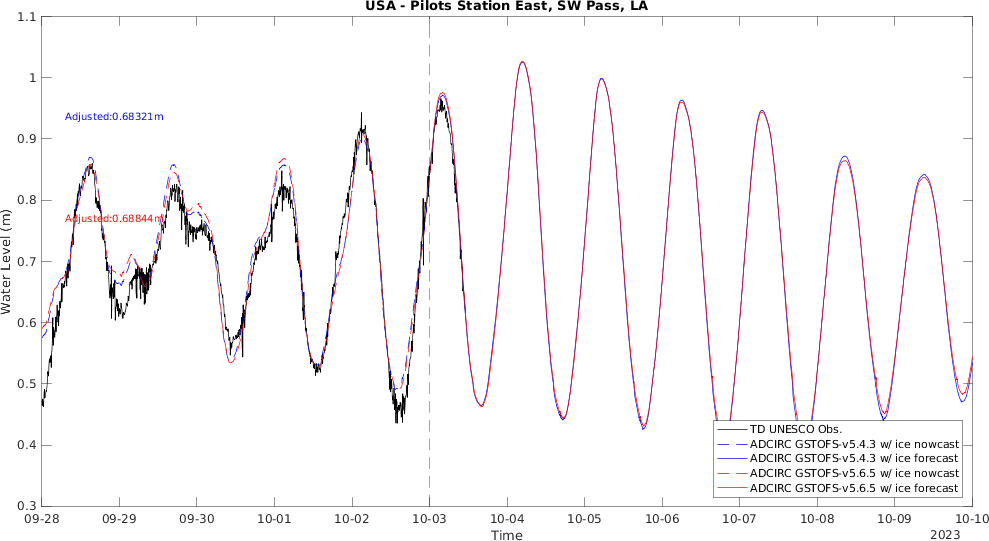 USA - Pilots Station East, SW Pass, LA
1.1
1
0.9
0.8
0.7
0.6
0.5
0.4
0.3
Water Level (m)
Adjusted:0.68321m
Adjusted:0.68844m
TD UNESCO Obs.
ADCIRC GSTOFS-v5.4.3 w/ ice nowcast
ADCIRC GSTOFS-v5.4.3 w/ ice forecast
ADCIRC GSTOFS-v5.6.5 w/ ice nowcast
ADCIRC GSTOFS-v5.6.5 w/ ice forecast
09-28 09-29 09-30 10-01 10-02 10-03 10-04 10-05 10-06 10-07 10-08 10-09 10-10
Time
2023